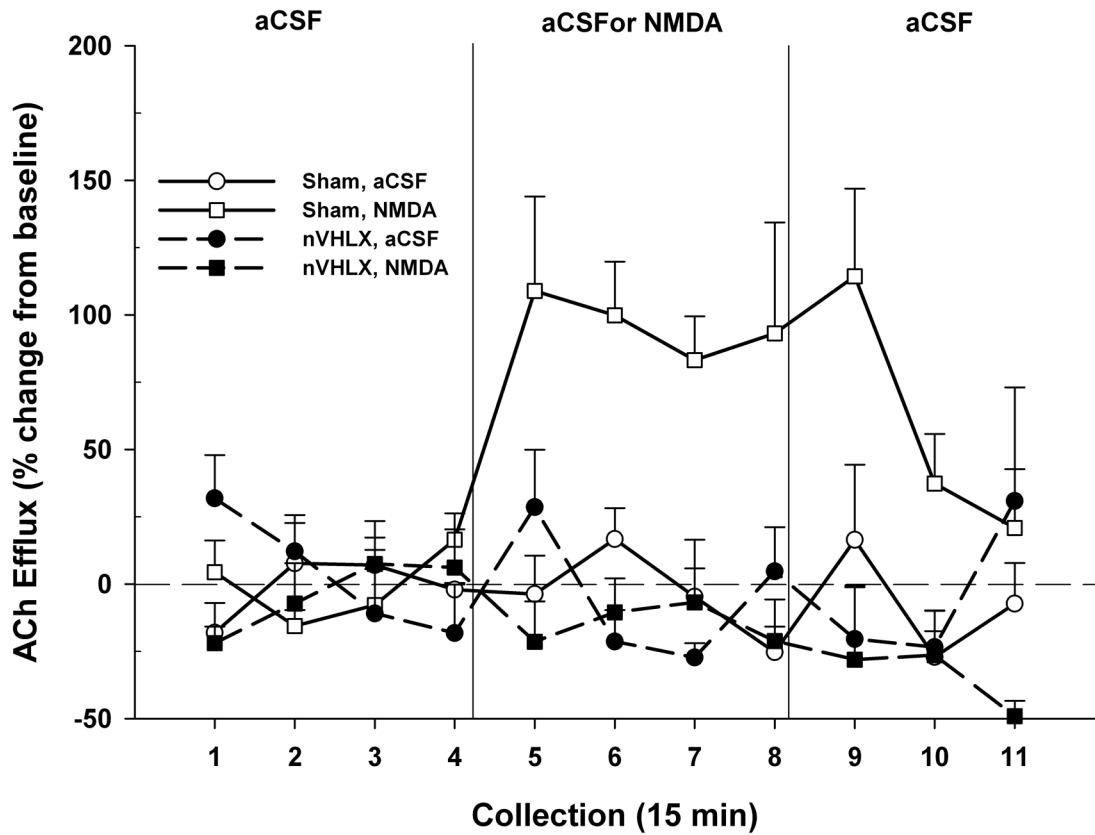 aCSF aCSFor NMDA aCSF
200
150
100
50
0
-50
ACh Efflux (% change from baseline)
Sham, aCSF
Sham, NMDA
nVHLX, aCSF
nVHLX, NMDA
1 2 3 4 5 6 7 8 9 10 11
Collection (15 min)